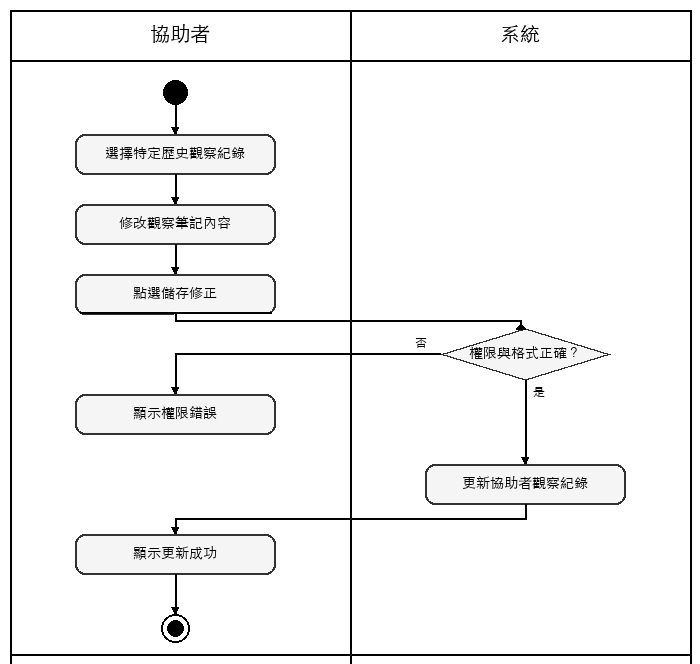 協助者
系統
選擇特定歷史觀察紀錄
修改觀察筆記內容
點選儲存修正
否
權限與格式正確？
是
顯示權限錯誤
更新協助者觀察紀錄
顯示更新成功